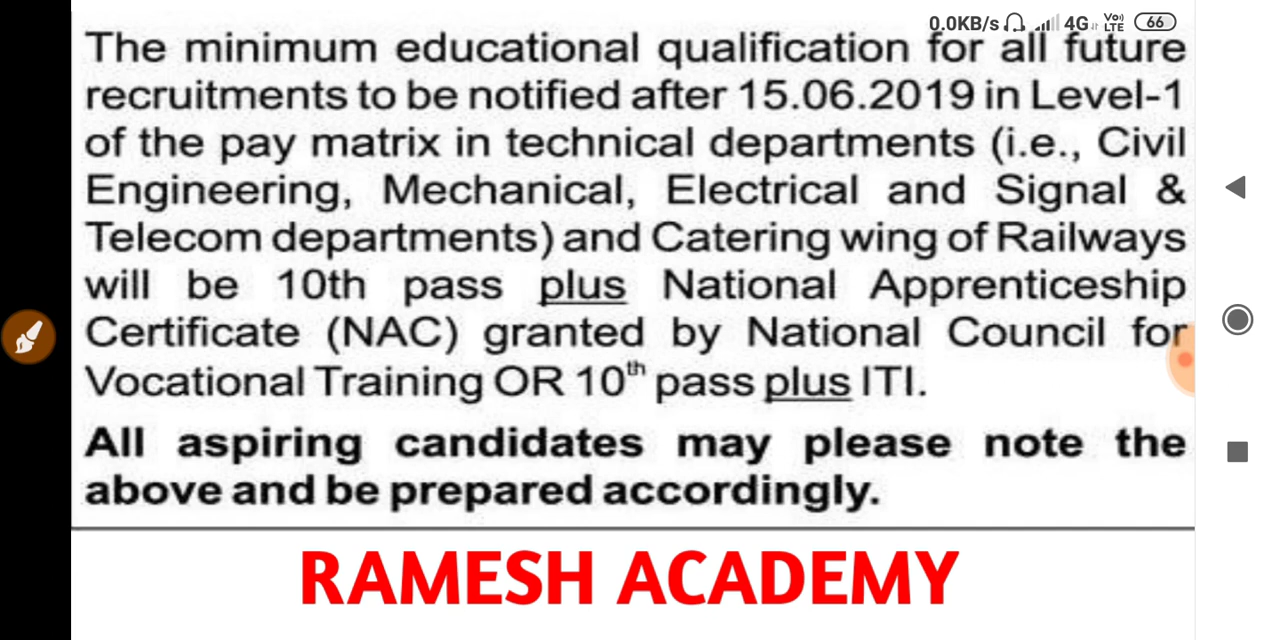 0.0KB/s 4G Vo) LTE 66
The minimum educational qualification for all future
recruitments to be notified after 15.06.2019 in Level-1
of the pay matrix in technical departments (i.e., Civil
Engineering, Mechanical, Electrical and Signal &
Telecom departments) and Catering wing of Railways
will be 10th pass plus National Apprenticeship
Certificate (NAC) granted by National Council for
Vocational Training OR 10th pass plus ITI.
All aspiring candidates may please note the
above and be prepared accordingly.
RAMESH ACADEMY